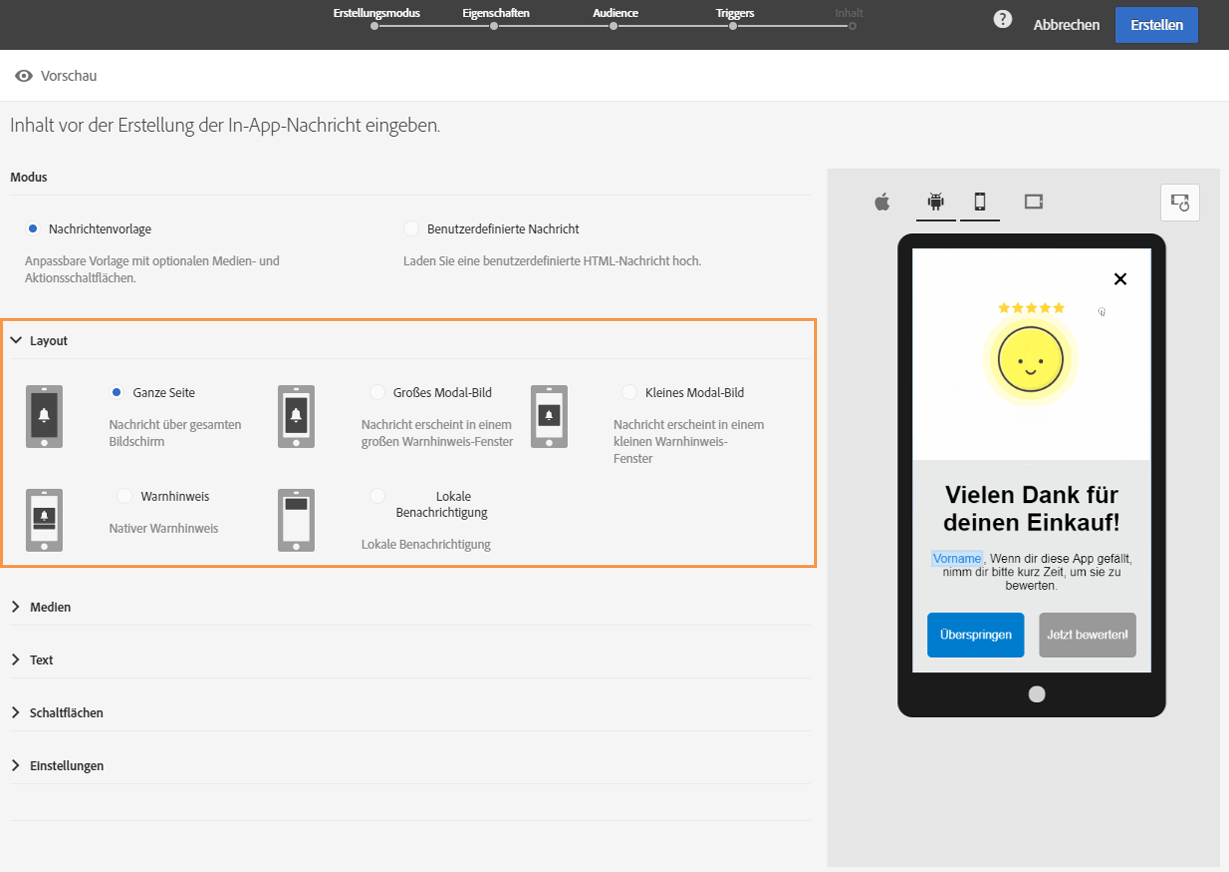 Erstellungsmodus Eigenschaften Audience Triggers Inhalt
? Abbrechen Erstellen
Vorschau
Inhalt vor der Erstellung der In-App-Nachricht eingeben.
Modus
Nachrichtenvorlage
Anpassbare Vorlage mit optionalen Medien- und
Aktionsschaltflächen.
Benutzerdefinierte Nachricht
Laden Sie eine benutzerdefinierte HTML-Nachricht hoch.
Layout
Ganze Seite
Nachricht über gesamten
Bildschirm
Großes Modal-Bild
Nachricht erscheint in einem
großen Warnhinweis-Fenster
Kleines Modal-Bild
Nachricht erscheint in einem
kleinen Warnhinweis-
Fenster
Warnhinweis
Nativer Warnhinweis
Lokale
Benachrichtigung
Lokale Benachrichtigung
Medien
Text
Schaltflächen
Einstellungen
Vielen Dank für
deinen Einkauf!
Vorname, Wenn dir diese App gefällt,
nimm dir bitte kurz Zeit, um sie zu
bewerten.
Überspringen
Jetzt bewerten!